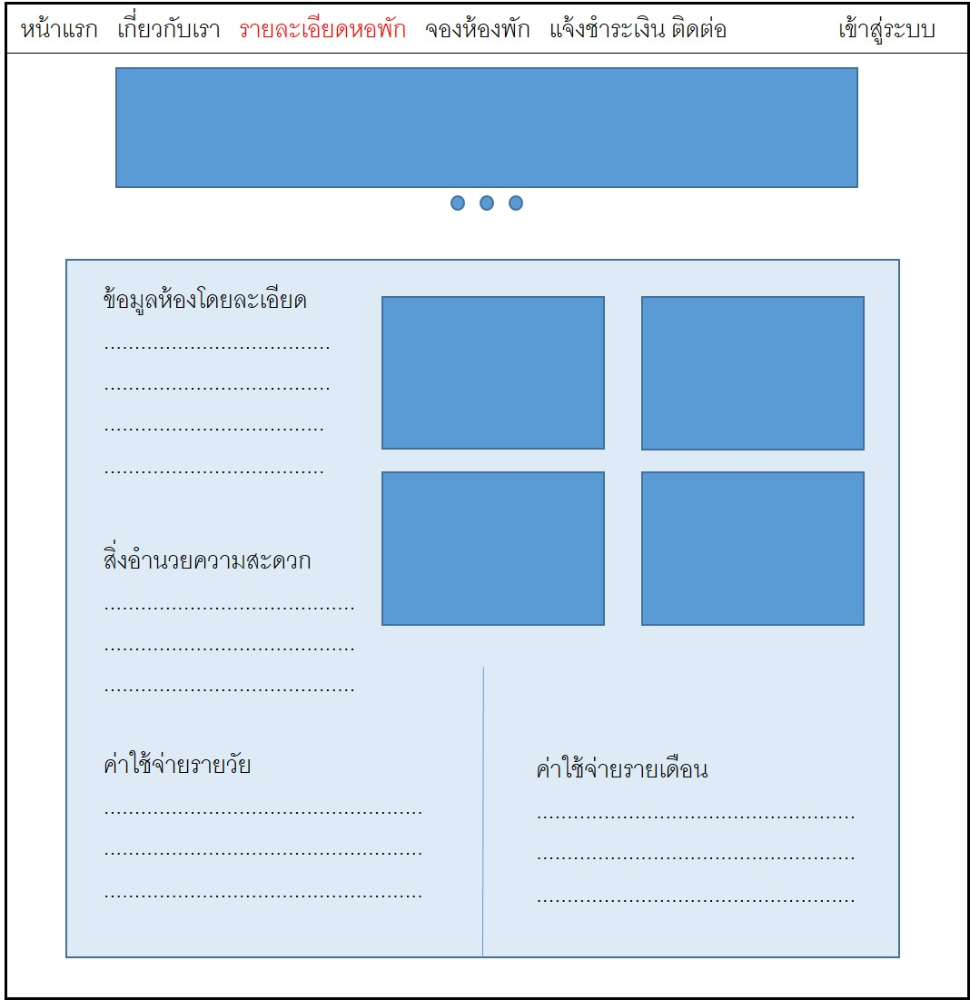 หน้าแรก เกี่ยวกับเรา รายละเอียดหอพัก จองห้องพัก แจ้งชำระเงิน ติดต่อ เข้าสู่ระบบ
ข้อมูลห้องโดยละเอียด
.....................................
.....................................
....................................
....................................
สิ่งอำนวยความสะดวก
.........................................
.........................................
.........................................
ค่าใช้จ่ายรายวัย
....................................................
....................................................
....................................................
ค่าใช้จ่ายรายเดือน
....................................................
....................................................
....................................................